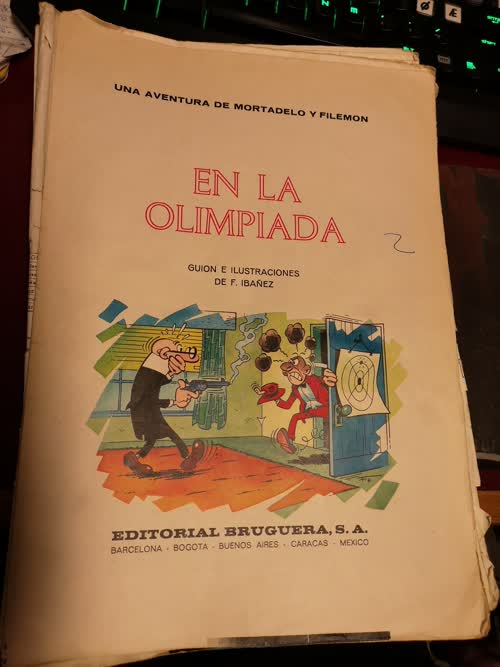 UNA AVENTURA DE MORTADELO Y FILEMON
EN LA
OLIMPIADA
2
GUION E ILUSTRACIONES
DE F. IBAÑEZ
EDITORIAL BRUGUERA, S. A.
BARCELONA - BOGOTA - BUENOS AIRES - CARACAS - MEXICO
Ø Æ